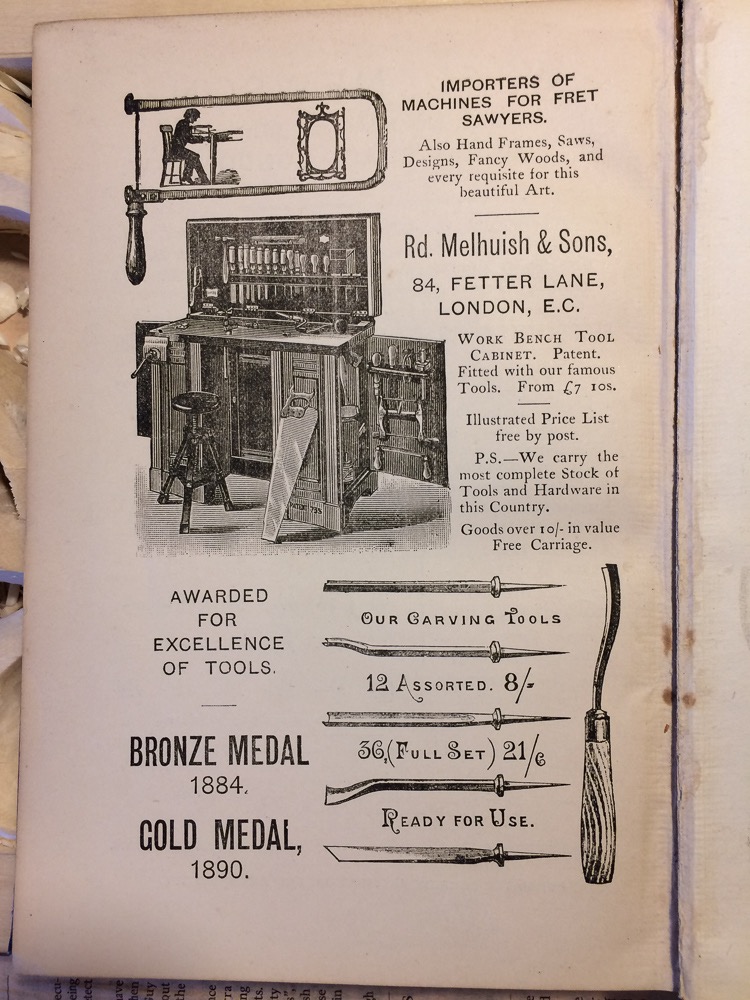 IMPORTERS OF
MACHINES FOR FRET
SAWYERS.
Also Hand Frames, Saws,
Designs, Fancy Woods, and
every requisite for this
beautiful Art.
Rd. Melhuish & Sons,
84, FETTER LANE,
LONDON, E.C.
WORK BENCH TOOL
CABINET. Patent.
Fitted with our famous
Tools. From £7 10s.
Illustrated Price List
free by post.
P.S.—We carry the
most complete Stock of
Tools and Hardware in
this Country.
Goods over 10/- in value
Free Carriage.
AWARDED
FOR
EXCELLENCE
OF TOOLS.
BRONZE MEDAL
1884.
GOLD MEDAL,
1890.
OUR CARVING TOOLS
12 ASSORTED. 8/-
36,(FULL SET) 21/6
READY FOR USE.